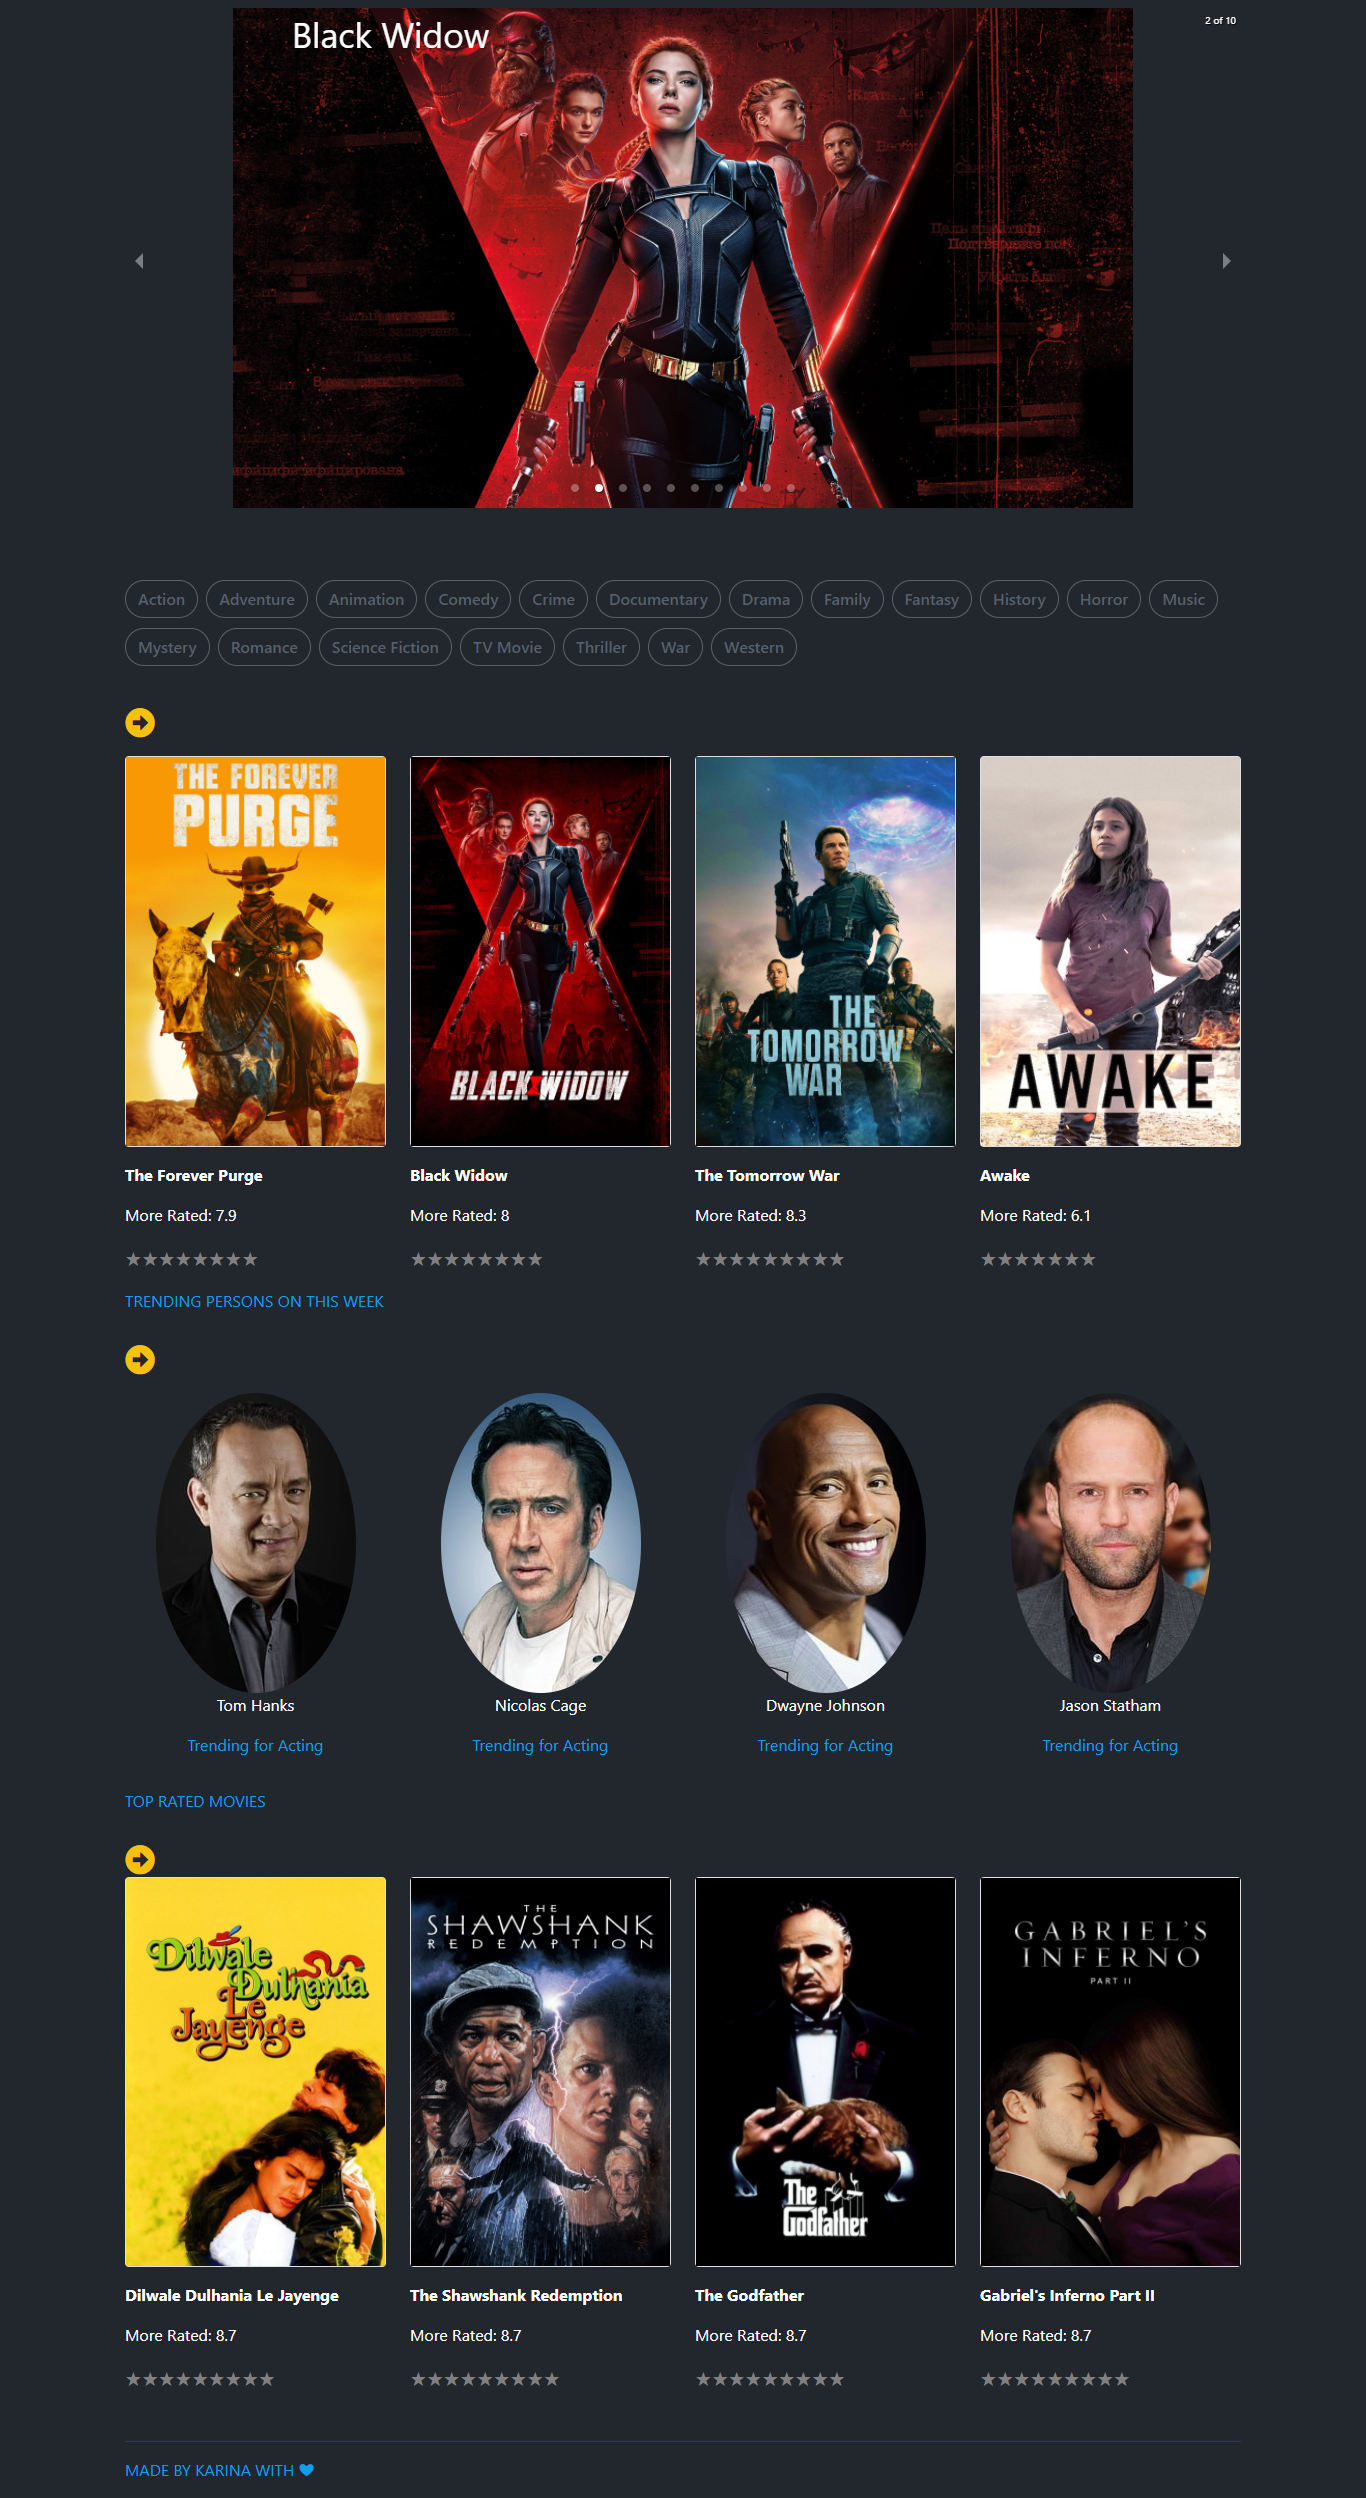 Black Widow
2 of 10
Action Adventure Animation Comedy Crime Documentary Drama Family Fantasy History Horror Music
Mystery Romance Science Fiction TV Movie Thriller War Western
THE FOREVER
PURGE
BLACK WIDOW
THE
TOMORROW
WAR
AWAKE
The Forever Purge Black Widow The Tomorrow War Awake
More Rated: 7.9 More Rated: 8 More Rated: 8.3 More Rated: 6.1
TRENDING PERSONS ON THIS WEEK
Tom Hanks Nicolas Cage Dwayne Johnson Jason Statham
Trending for Acting Trending for Acting Trending for Acting Trending for Acting
TOP RATED MOVIES
Dilwale
Dulhania
Le
Jayenge
THE
SHAWSHANK
REDEMPTION
The
Godfather
GABRIEL'S
INFERNO
PART II
Dilwale Dulhania Le Jayenge The Shawshank Redemption The Godfather Gabriel's Inferno Part II
More Rated: 8.7 More Rated: 8.7 More Rated: 8.7 More Rated: 8.7
MADE BY KARINA WITH